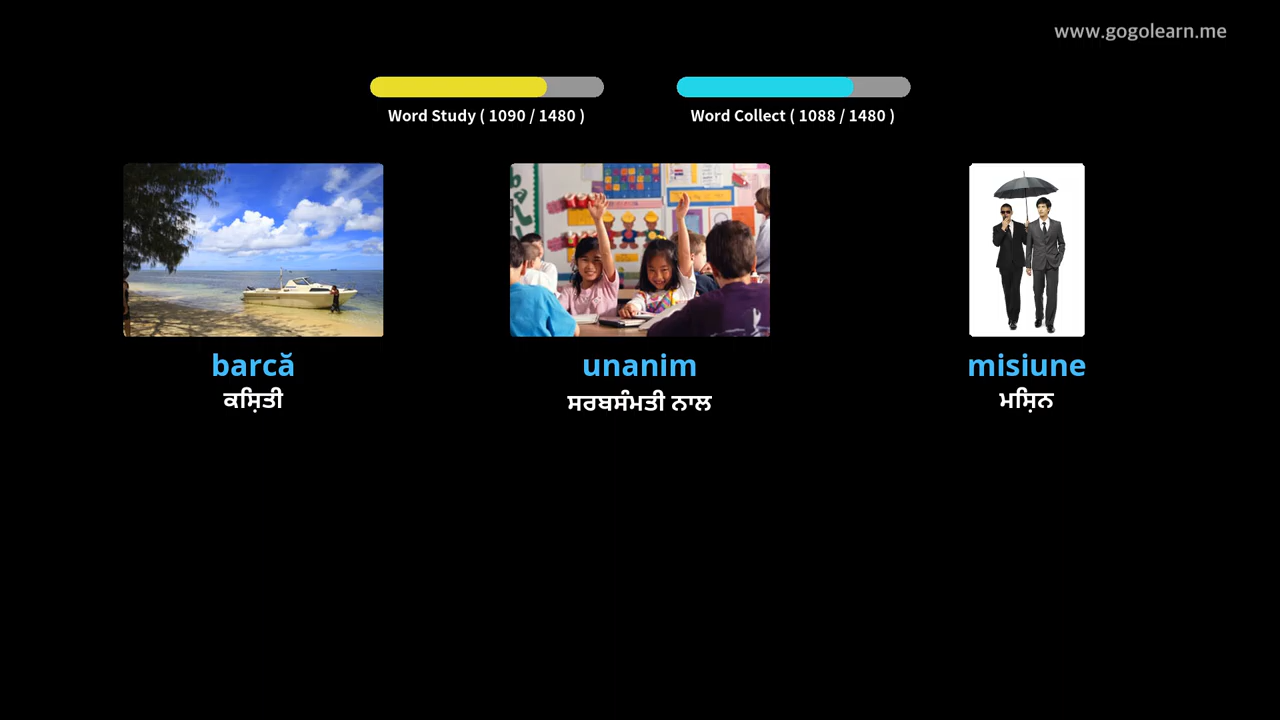 www.gogolearn.me
Word Study ( 1090 / 1480 )
Word Collect ( 1088 / 1480 )
barcă
ਕਸ਼ਿਤੀ
unanim
ਸਰਬਸੰਮਤੀ ਨਾਲ
misiune
ਮਸ਼ਿਨ